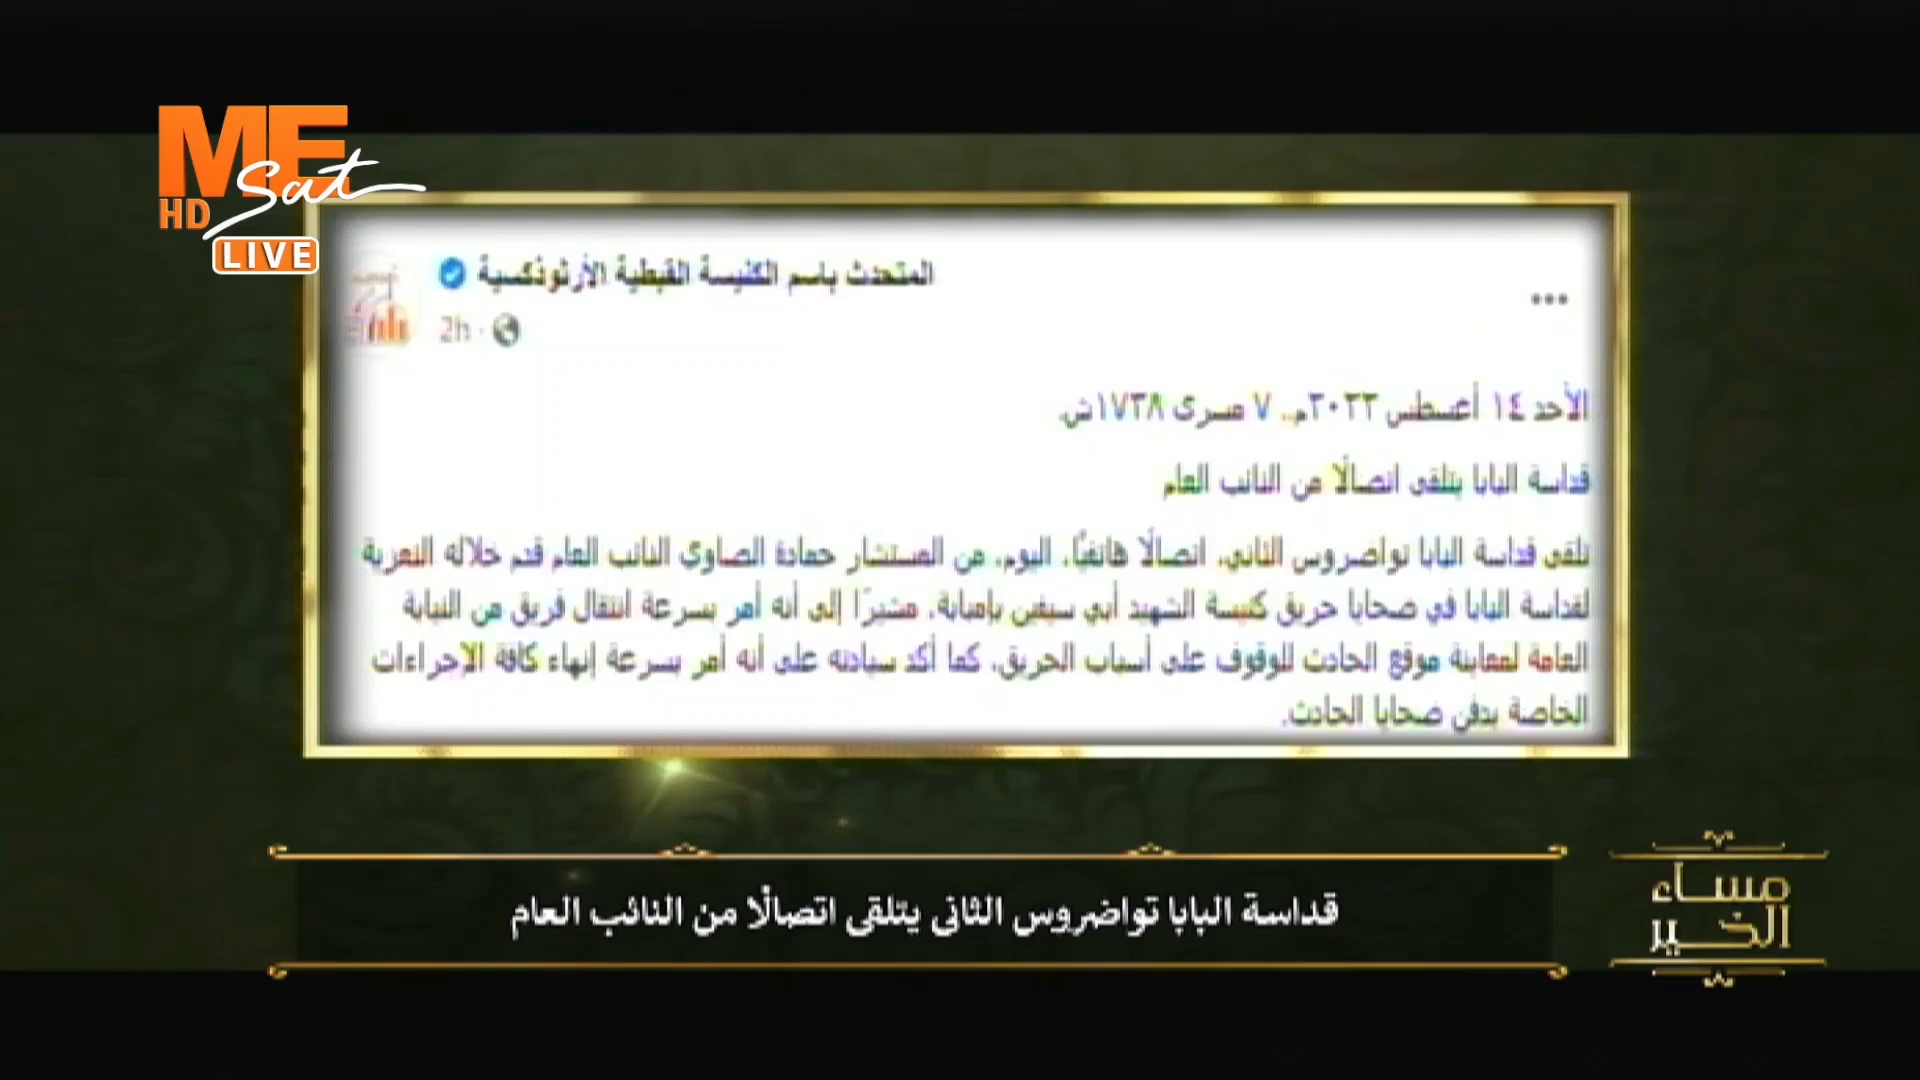 ME
Sat
HD
LIVE
المتحدث باسم الكنيسة القبطية الأرثوذكسية
2h
الأحد ١٤ أغسطس ٢٠٢٢م.. ٧ مسرى ١٧٣٨ش.
قداسة البابا يتلقى اتصالًا من النائب العام
تلقى قداسة البابا تواضروس الثاني، اتصالًا هاتفيًا، اليوم، من المستشار حمادة الصاوي النائب العام قدم خلاله التعزية
لقداسة البابا في ضحايا حريق كنيسة الشهيد أبي سيفين بإمبابة، مشيرًا إلى أنه أمر بسرعة انتقال فريق من النيابة
العامة لمعاينة موقع الحادث للوقوف على أسباب الحريق، كما أكد سيادته على أنه أمر بسرعة إنهاء كافة الإجراءات
الخاصة بدفن ضحايا الحادث.
قداسة البابا تواضروس الثانى يتلقى اتصالًا من النائب العام
مساء
الخير